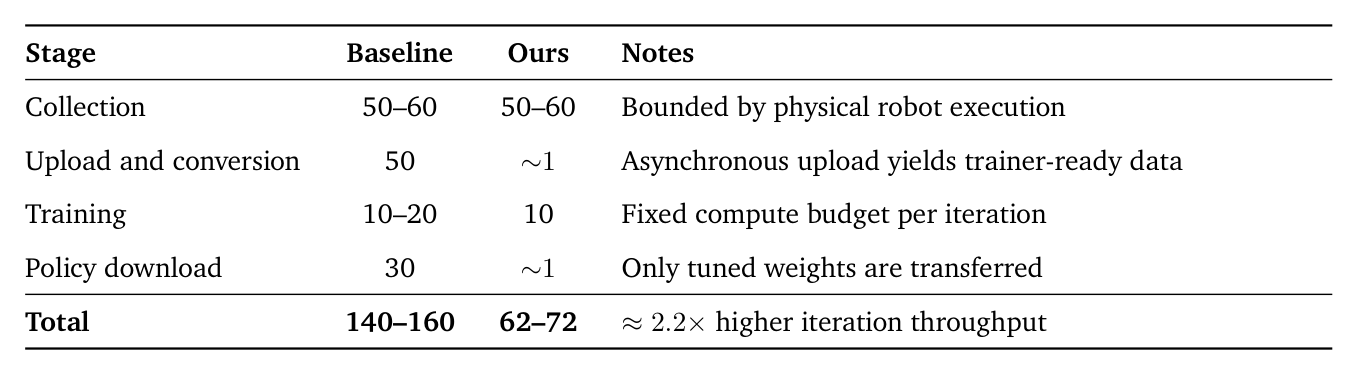 Stage Baseline Ours Notes
Collection 50–60 50–60 Bounded by physical robot execution
Upload and conversion 50 ∼1 Asynchronous upload yields trainer-ready data
Training 10–20 10 Fixed compute budget per iteration
Policy download 30 ∼1 Only tuned weights are transferred
Total 140–160 62–72 ≈ 2.2× higher iteration throughput